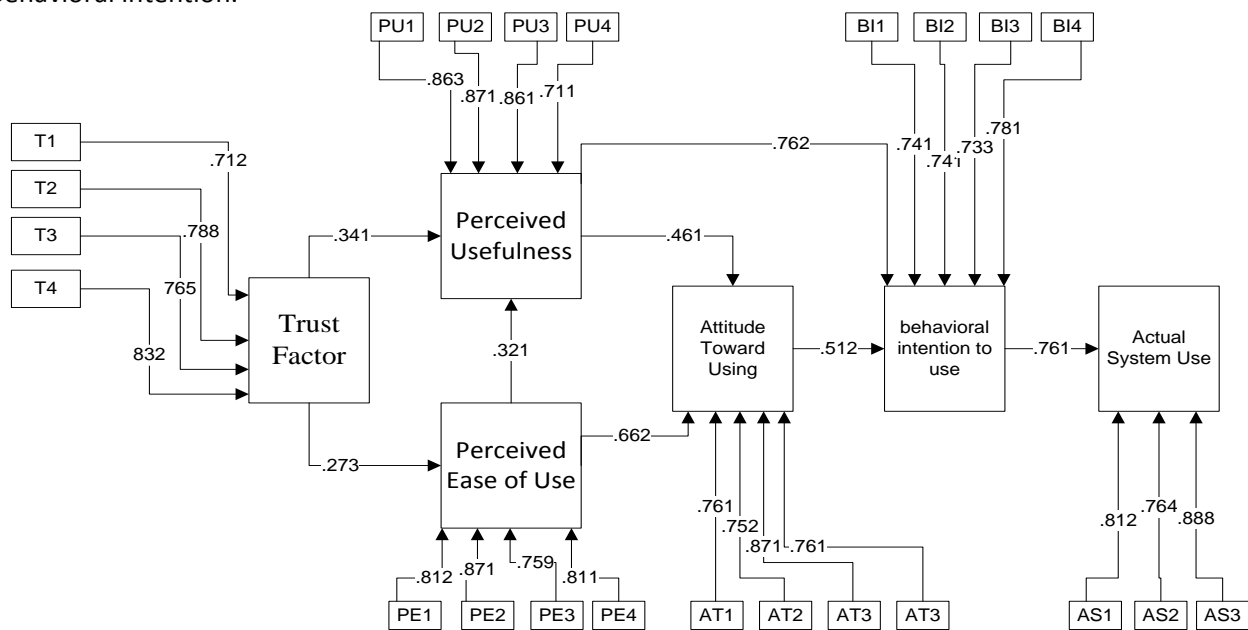 behavioral intention.
PU1 PU2 PU3 PU4
BI1 BI2 BI3 BI4
.863 .871 .861 .711
.741 .741 .733 .781
T1
T2
T3
T4
.712
.788
.765
832
.762
.341
.461
Perceived
Usefulness
Trust
Factor
.321
Attitude
Toward
Using
.512
behavioral
intention to
use
.761
Actual
System Use
.273
Perceived
Ease of Use
.662
.812 .871 .759 .811
.761 .752 .871 .761
.812 .764 .888
PE1 PE2 PE3 PE4
AT1 AT2 AT3 AT3
AS1 AS2 AS3